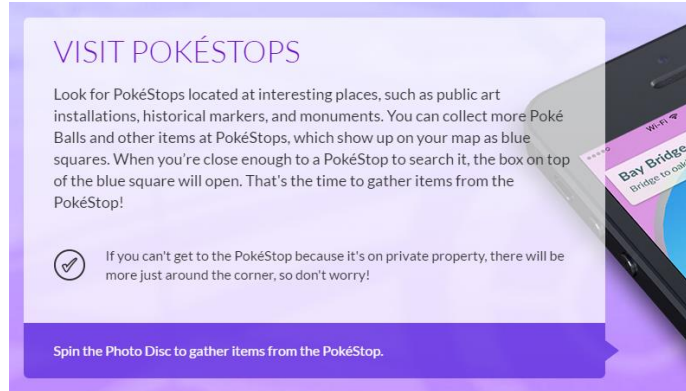 VISIT POKÉSTOPS
Look for PokéStops located at interesting places, such as public art
installations, historical markers, and monuments. You can collect more Poké
Balls and other items at PokéStops, which show up on your map as blue
squares. When you're close enough to a PokéStop to search it, the box on top
of the blue square will open. That's the time to gather items from the
PokéStop!
If you can't get to the PokéStop because it's on private property, there will be
more just around the corner, so don't worry!
Spin the Photo Disc to gather items from the PokéStop.
Wi-Fi
Bay Bridge
Bridge to oak